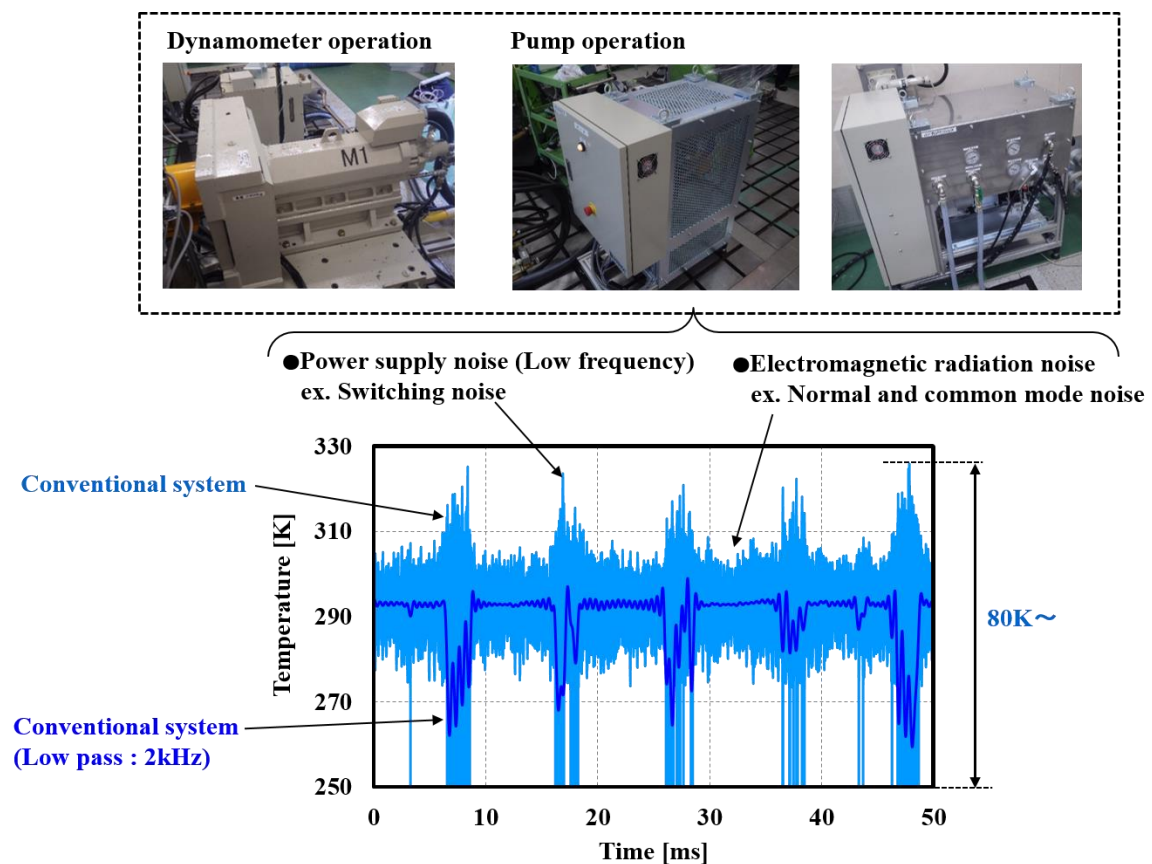 Dynamometer operation
Pump operation
M1
●Power supply noise (Low frequency)
ex. Switching noise
●Electromagnetic radiation noise
ex. Normal and common mode noise
Conventional system
Conventional system
(Low pass : 2kHz)
Temperature [K]
330
310
290
270
250
0
10
20
30
40
50
Time [ms]
80K～